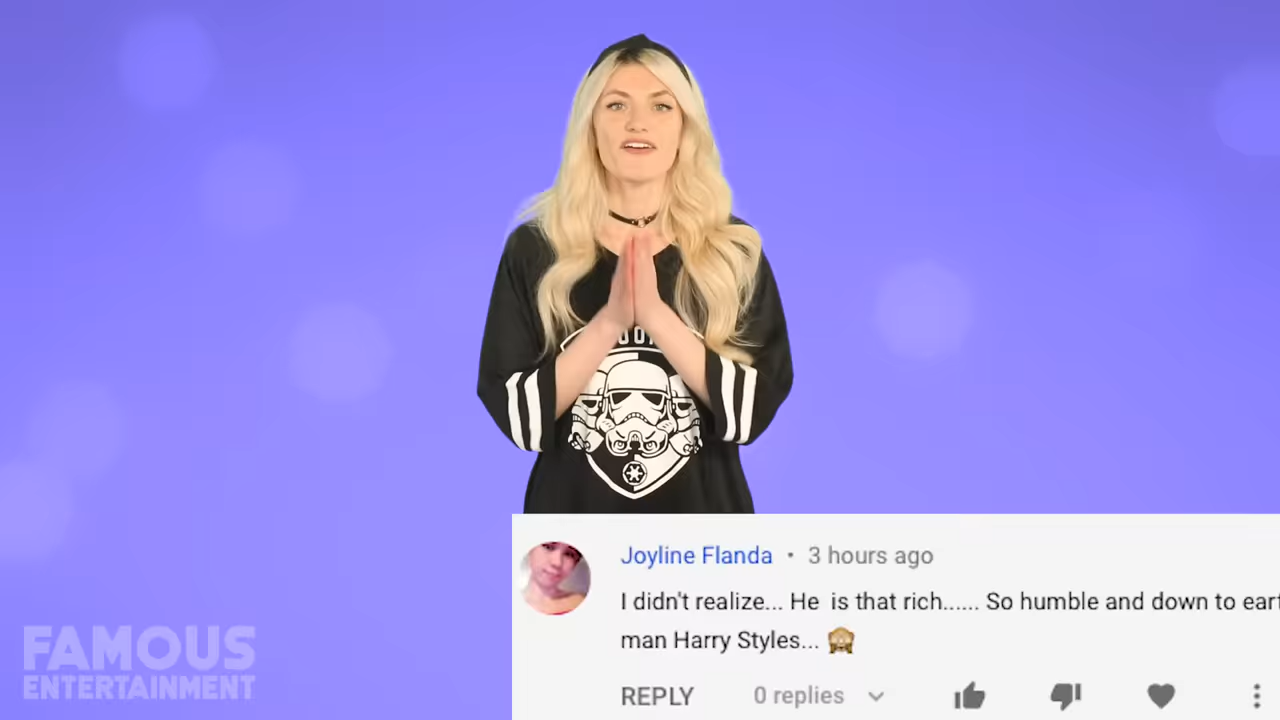 Joyline Flanda • 3 hours ago
I didn't realize... He is that rich...... So humble and down to
man Harry Styles... 🙈
REPLY 0 replies
FAMOUS
ENTERTAINMENT